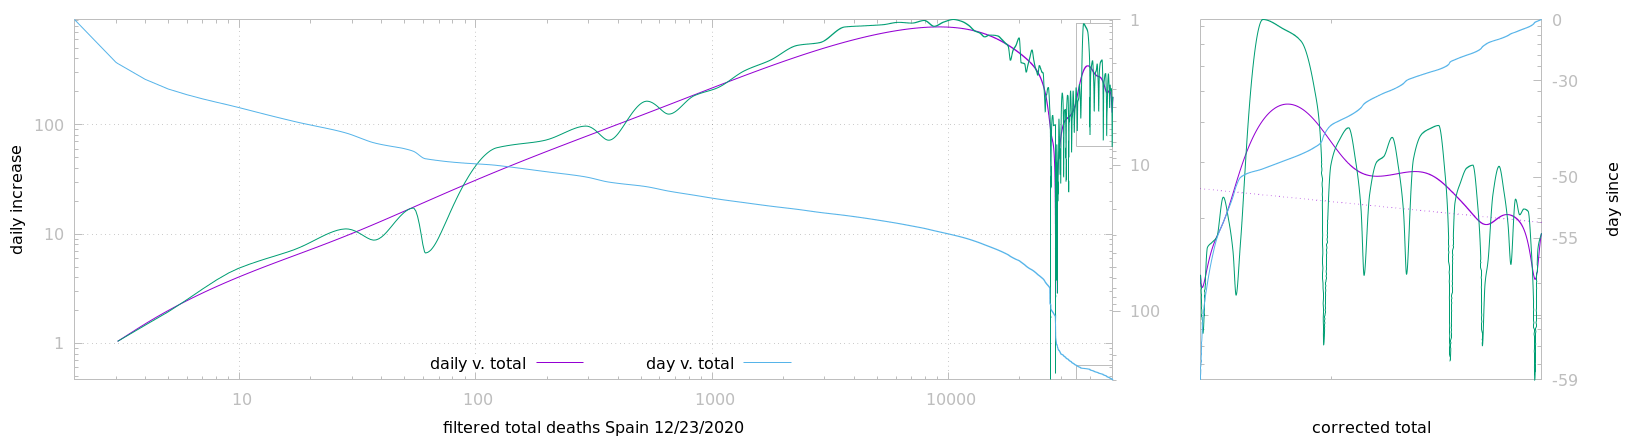 daily increase
100
10
1
daily v. total
day v. total
10
100
1000
10000
filtered total deaths Spain 12/23/2020
1
10
100
0
-30
-50
-55
-59
day since
corrected total